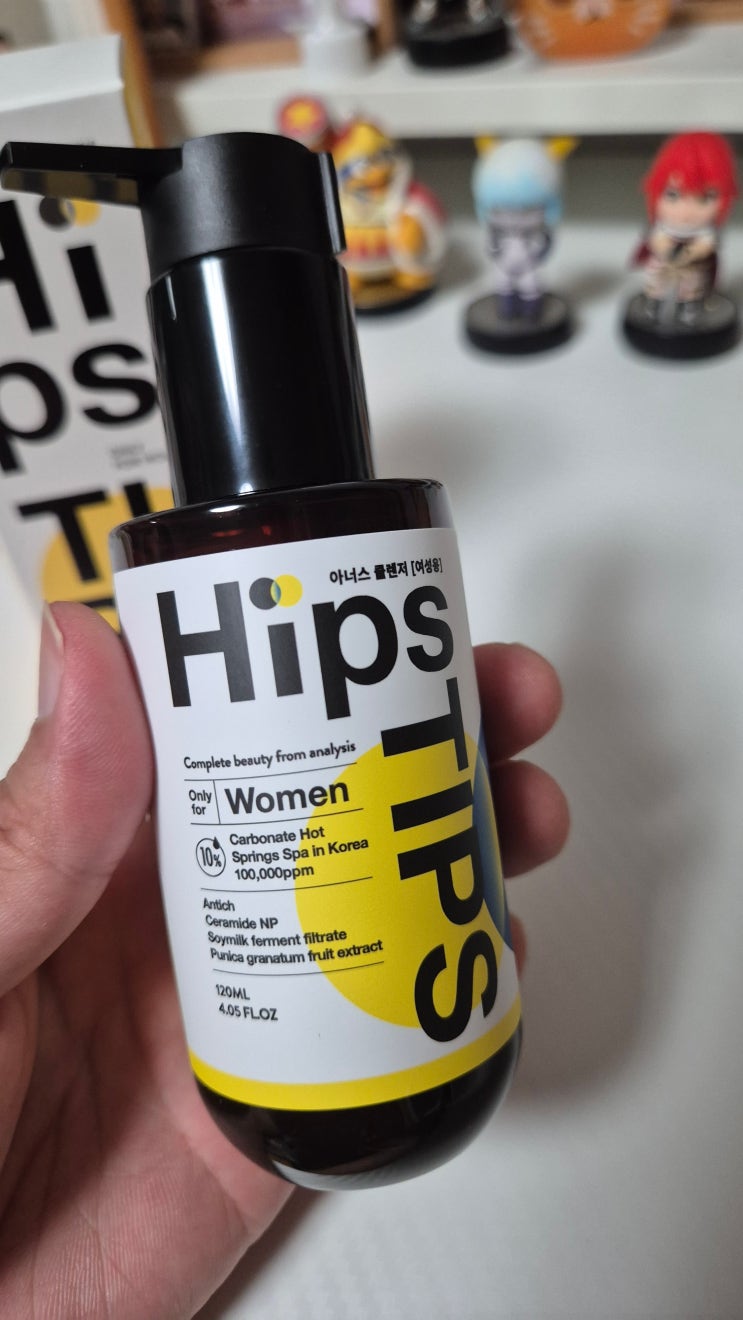 Hips
아너스 클렌저 [여성용]
TIPS
Complete beauty from analysis
Only for Women
10%
Carbonate Hot
Springs Spa in Korea
100,000ppm
Antich
Ceramide NP
Soymilk ferment filtrate
Punica granatum fruit extract
120ML
4.05 FL.OZ
Hi
ps